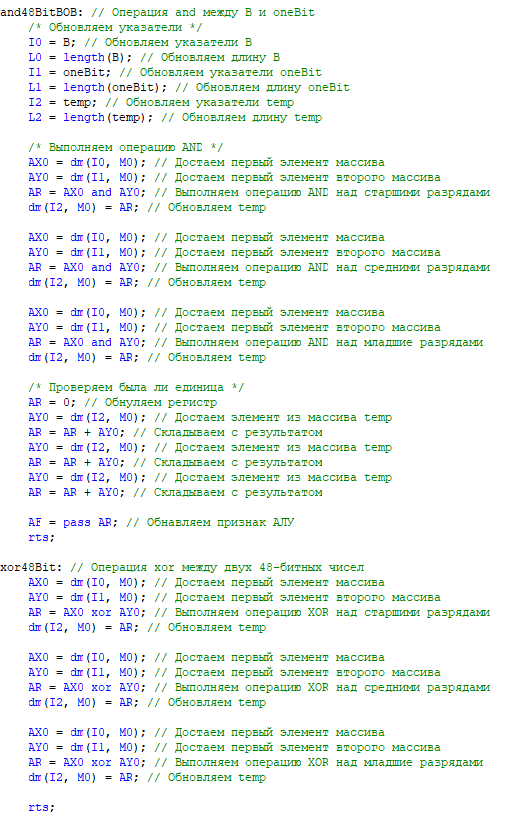 and48BitBOB: // Операция and между B и oneBit
/* Обновляем указатели */
I0 = B; // Обновляем указатели B
L0 = length(B); // Обновляем длину B
I1 = oneBit; // Обновляем указатели oneBit
L1 = length(oneBit); // Обновляем длину oneBit
I2 = temp; // Обновляем указатели temp
L2 = length(temp); // Обновляем длину temp
/* Выполняем операцию AND */
AX0 = dm(I0, M0); // Достаем первый элемент массива
AY0 = dm(I1, M0); // Достаем первый элемент второго массива
AR = AX0 and AY0; // Выполняем операцию AND над старшими разрядами
dm(I2, M0) = AR; // Обновляем temp
AX0 = dm(I0, M0); // Достаем первый элемент массива
AY0 = dm(I1, M0); // Достаем первый элемент второго массива
AR = AX0 and AY0; // Выполняем операцию AND над средними разрядами
dm(I2, M0) = AR; // Обновляем temp
AX0 = dm(I0, M0); // Достаем первый элемент массива
AY0 = dm(I1, M0); // Достаем первый элемент второго массива
AR = AX0 and AY0; // Выполняем операцию AND над младшие разрядами
dm(I2, M0) = AR; // Обновляем temp
/* Проверяем была ли единица */
AR = 0; // Обнуляем регистр
AY0 = dm(I2, M0); // Достаем элемент из массива temp
AR = AR + AY0; // Складываем с результатом
AY0 = dm(I2, M0); // Достаем элемент из массива temp
AR = AR + AY0; // Складываем с результатом
AY0 = dm(I2, M0); // Достаем элемент из массива temp
AR = AR + AY0; // Складываем с результатом
AF = pass AR; // Обнавляем признак АЛУ
rts;
xor48Bit: // Операция xor между двух 48-битных чисел
AX0 = dm(I0, M0); // Достаем первый элемент массива
AY0 = dm(I1, M0); // Достаем первый элемент второго массива
AR = AX0 xor AY0; // Выполняем операцию XOR над старшими разрядами
dm(I2, M0) = AR; // Обновляем temp
AX0 = dm(I0, M0); // Достаем первый элемент массива
AY0 = dm(I1, M0); // Достаем первый элемент второго массива
AR = AX0 xor AY0; // Выполняем операцию XOR над средними разрядами
dm(I2, M0) = AR; // Обновляем temp
AX0 = dm(I0, M0); // Достаем первый элемент массива
AY0 = dm(I1, M0); // Достаем первый элемент второго массива
AR = AX0 xor AY0; // Выполняем операцию XOR над младшие разрядами
dm(I2, M0) = AR; // Обновляем temp
rts;